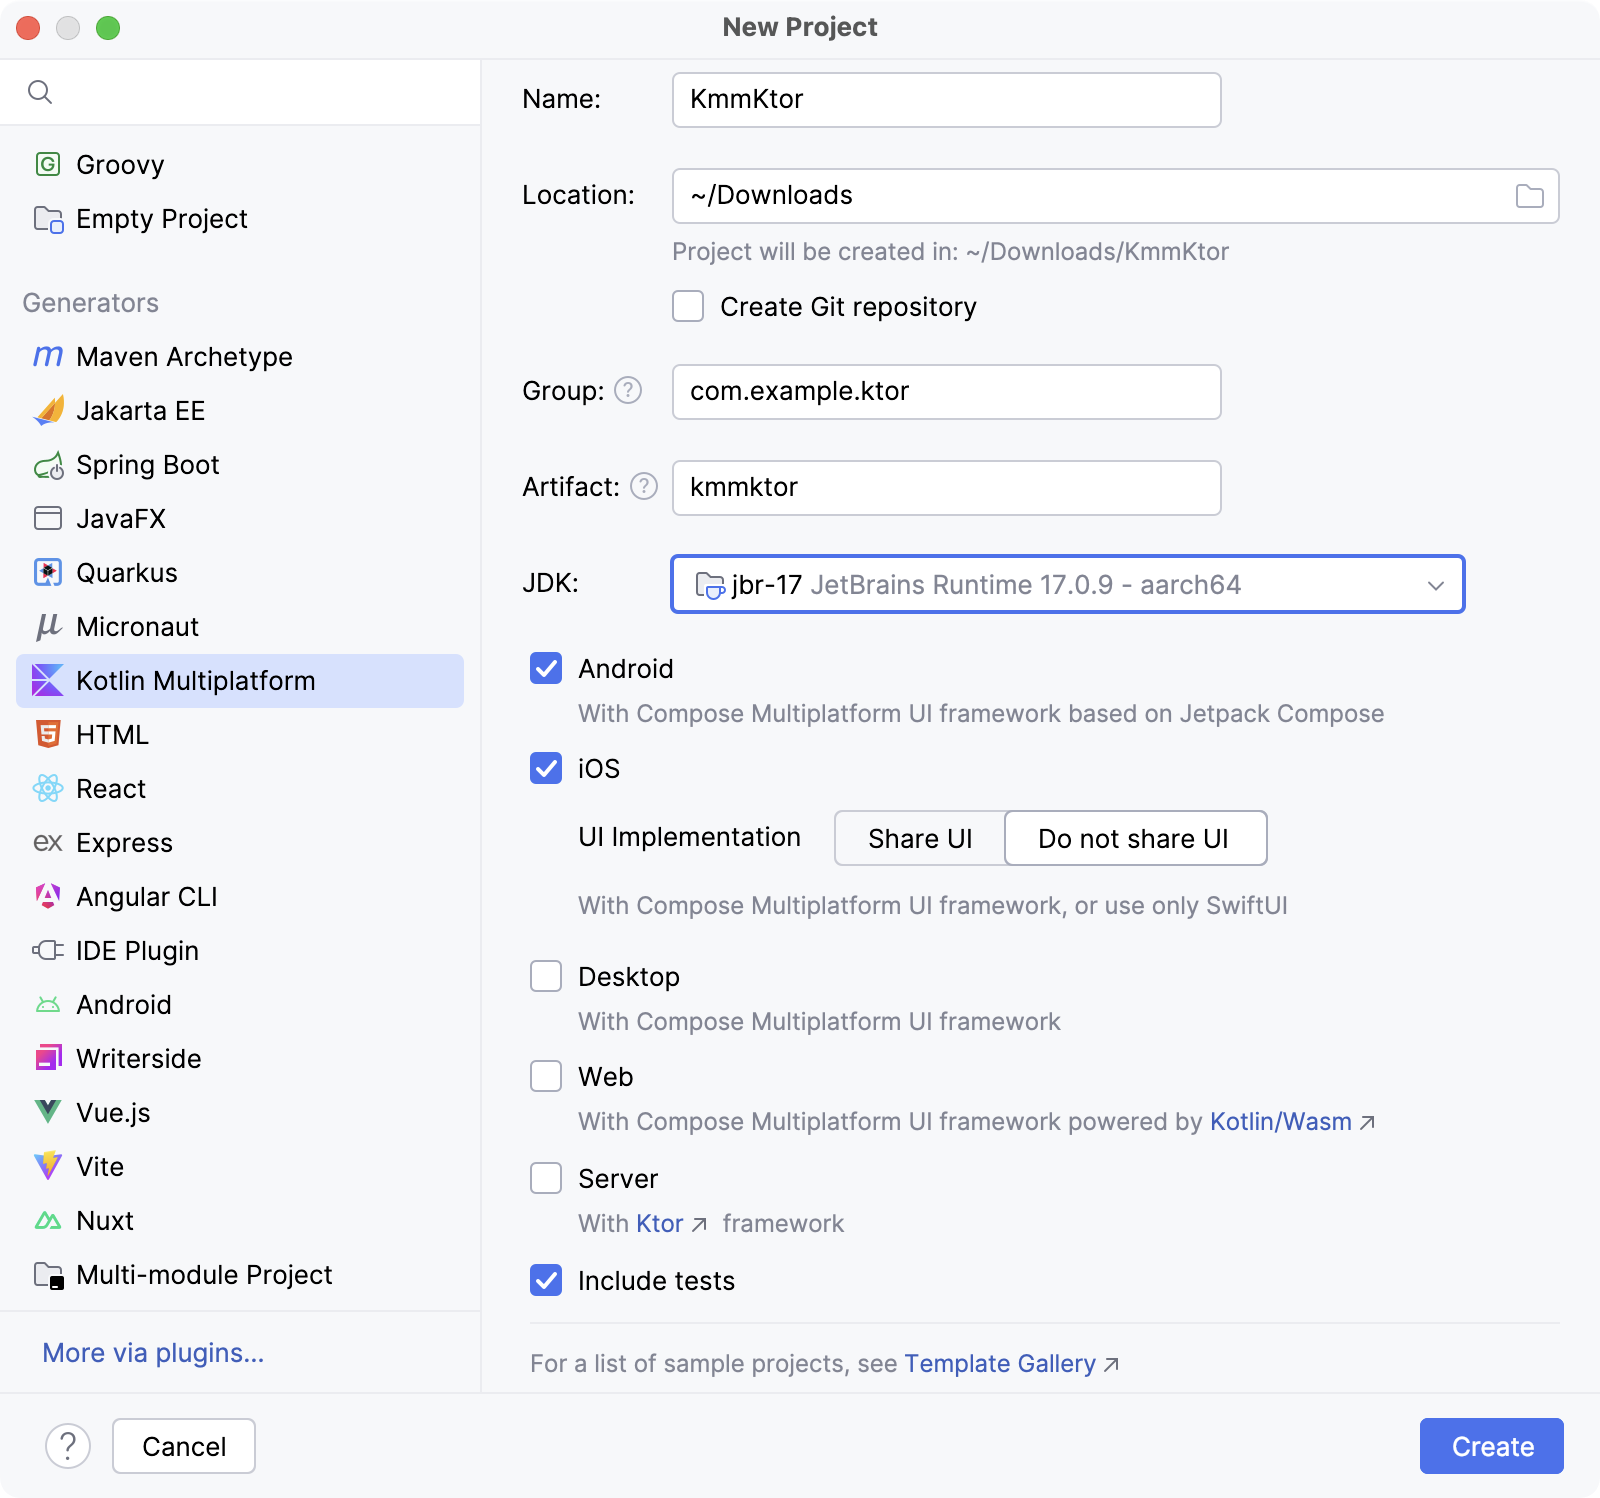 New Project
Groovy
Empty Project
Generators
Maven Archetype
Jakarta EE
Spring Boot
JavaFX
Quarkus
Micronaut
Kotlin Multiplatform
HTML
React
ex Express
Angular CLI
IDE Plugin
Android
Writerside
Vue.js
Vite
Nuxt
Multi-module Project
More via plugins...
Name: KmmKtor
Location: ~/Downloads
Project will be created in: ~/Downloads/KmmKtor
Create Git repository
Group: ? com.example.ktor
Artifact: ? kmmktor
JDK: jbr-17 JetBrains Runtime 17.0.9 - aarch64
Android
With Compose Multiplatform UI framework based on Jetpack Compose
iOS
UI Implementation Share UI Do not share UI
With Compose Multiplatform UI framework, or use only SwiftUI
Desktop
With Compose Multiplatform UI framework
Web
With Compose Multiplatform UI framework powered by Kotlin/Wasm ↗
Server
With Ktor ↗ framework
Include tests
For a list of sample projects, see Template Gallery ↗
? Cancel Create